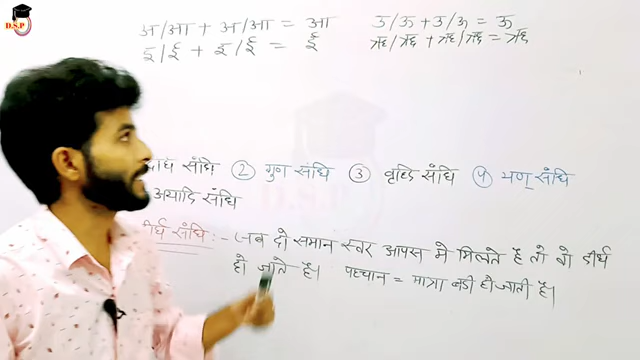 D.S.P
अ/आ + अ/आ = आ
इ/ई + इ/ई = ई
उ/ऊ + उ/ऊ = ऊ
ऋ/ऋ + ऋ/ऋ = ऋ
संधि ② गुण संधि ③ वृद्धि संधि ④ यण् संधि
अयादि संधि
दीर्घ संधि :- जब दो समान स्वर आपस मे मिलते है तो वो दीर्घ
हो जाते है। पहचान = मात्रा बडी हो जाती है।
D.S.P